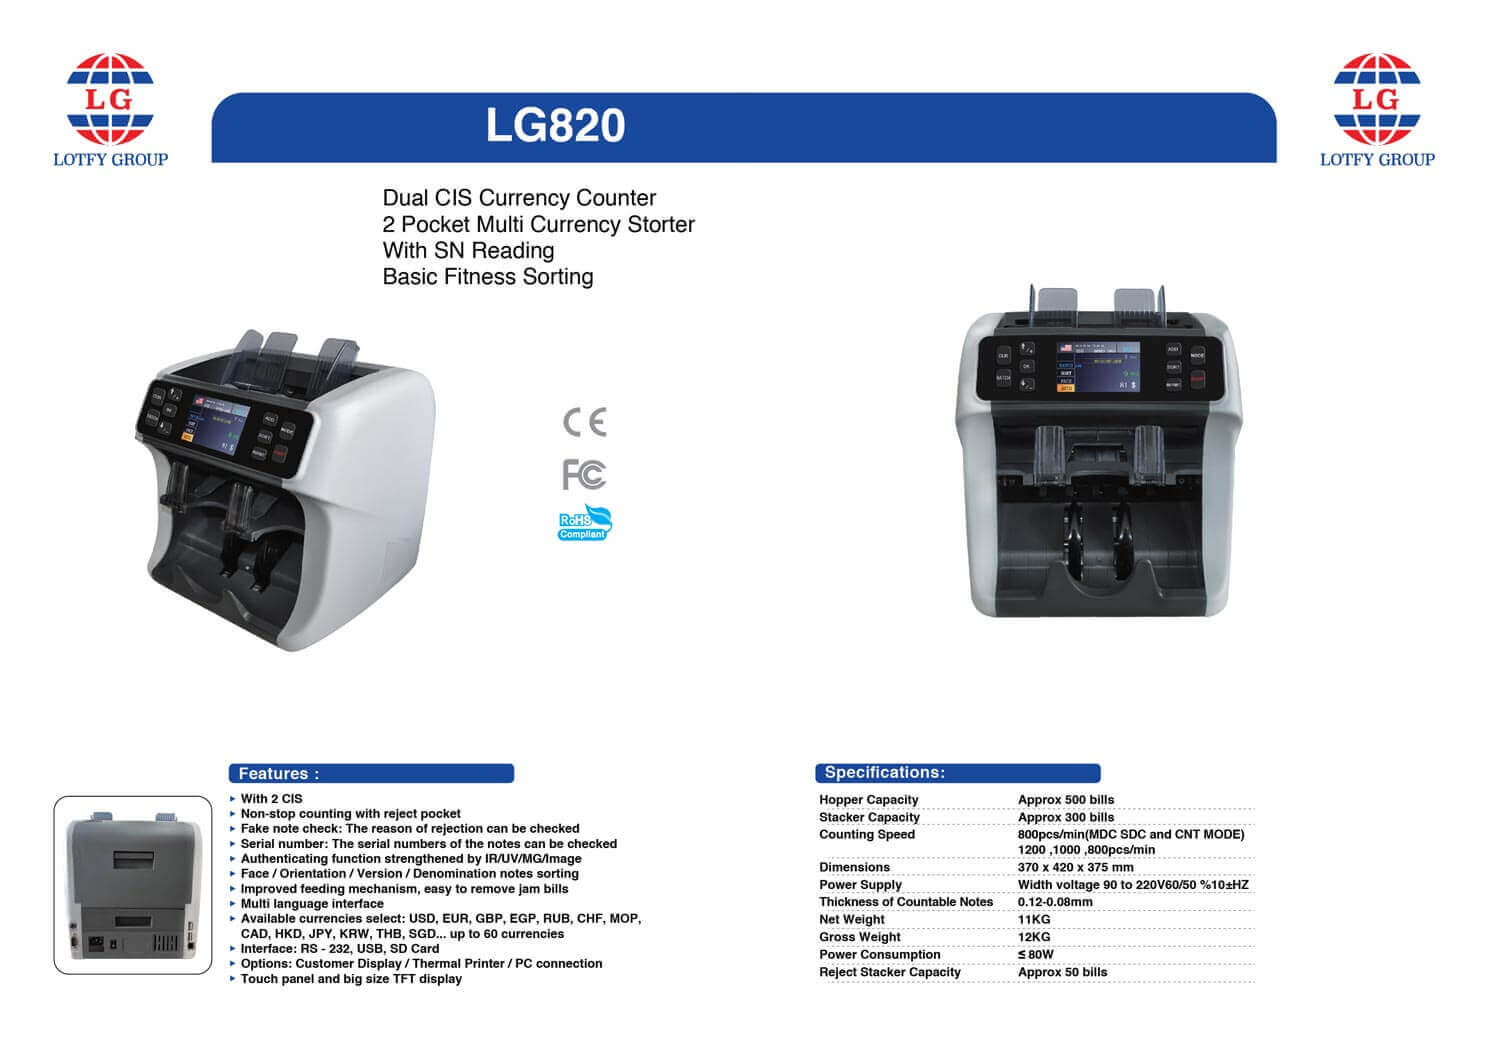 LG
LOTFY GROUP
LG820
LG
LOTFY GROUP
Dual CIS Currency Counter
2 Pocket Multi Currency Storter
With SN Reading
Basic Fitness Sorting
CE
FC
RoHS
Compliant
CUR
BATCH
OK
ADD
SORT
MODE
81 $
Features :
With 2 CIS
Non-stop counting with reject pocket
Fake note check: The reason of rejection can be checked
Serial number: The serial numbers of the notes can be checked
Authenticating function strengthened by IR/UV/MG/Image
Face / Orientation / Version / Denomination notes sorting
Improved feeding mechanism, easy to remove jam bills
Multi language interface
Available currencies select: USD, EUR, GBP, EGP, RUB, CHF, MOP,
CAD, HKD, JPY, KRW, THB, SGD... up to 60 currencies
Interface: RS - 232, USB, SD Card
Options: Customer Display / Thermal Printer / PC connection
Touch panel and big size TFT display
Specifications:
Hopper Capacity Approx 500 bills
Stacker Capacity Approx 300 bills
Counting Speed 800pcs/min(MDC SDC and CNT MODE)
1200 ,1000 ,800pcs/min
Dimensions 370 x 420 x 375 mm
Power Supply Width voltage 90 to 220V60/50 %10±HZ
Thickness of Countable Notes 0.12-0.08mm
Net Weight 11KG
Gross Weight 12KG
Power Consumption ≤ 80W
Reject Stacker Capacity Approx 50 bills